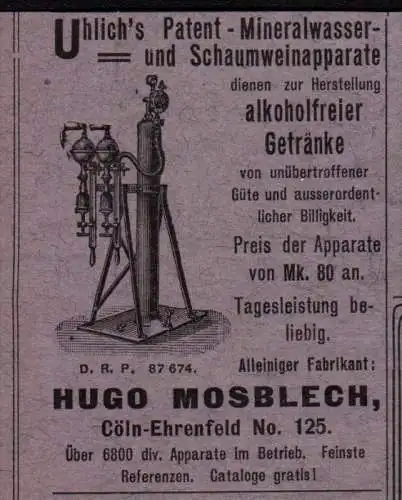 Uhlich's Patent-Mineralwasser-
und Schaumweinapparate
dienen zur Herstellung
alkoholfreier
Getränke
von unübertroffener
Güte und ausserordent-
licher Billigkeit.
Preis der Apparate
von Mk. 80 an.
Tagesleistung be-
liebig.
D. R. P. 87674.
Alleiniger Fabrikant:
HUGO MOSBLECH,
Cöln-Ehrenfeld No. 125.
Über 6800 div. Apparate im Betrieb. Feinste
Referenzen. Cataloge gratis!